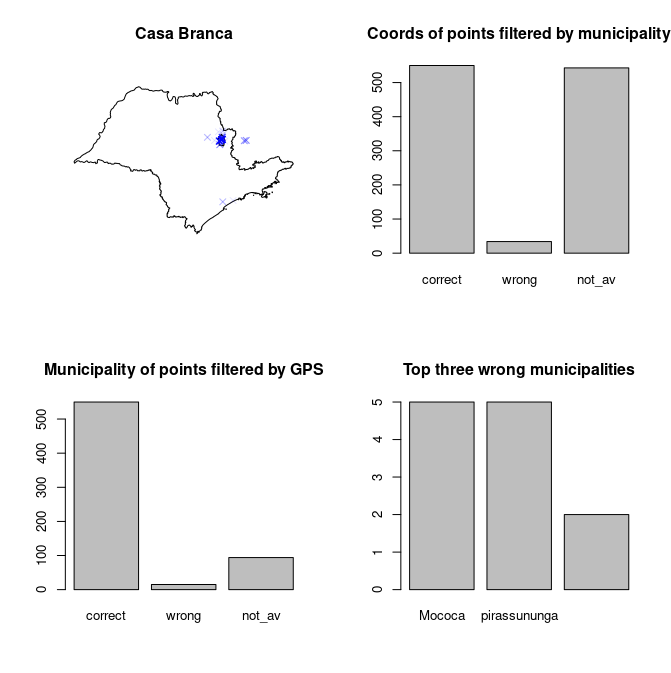 Casa Branca
Coords of points filtered by municipality
500
400
300
200
100
0
correct wrong not_av
Municipality of points filtered by GPS
500
400
300
200
100
0
correct wrong not_av
Top three wrong municipalities
5
4
3
2
1
0
Mococa pirassununga